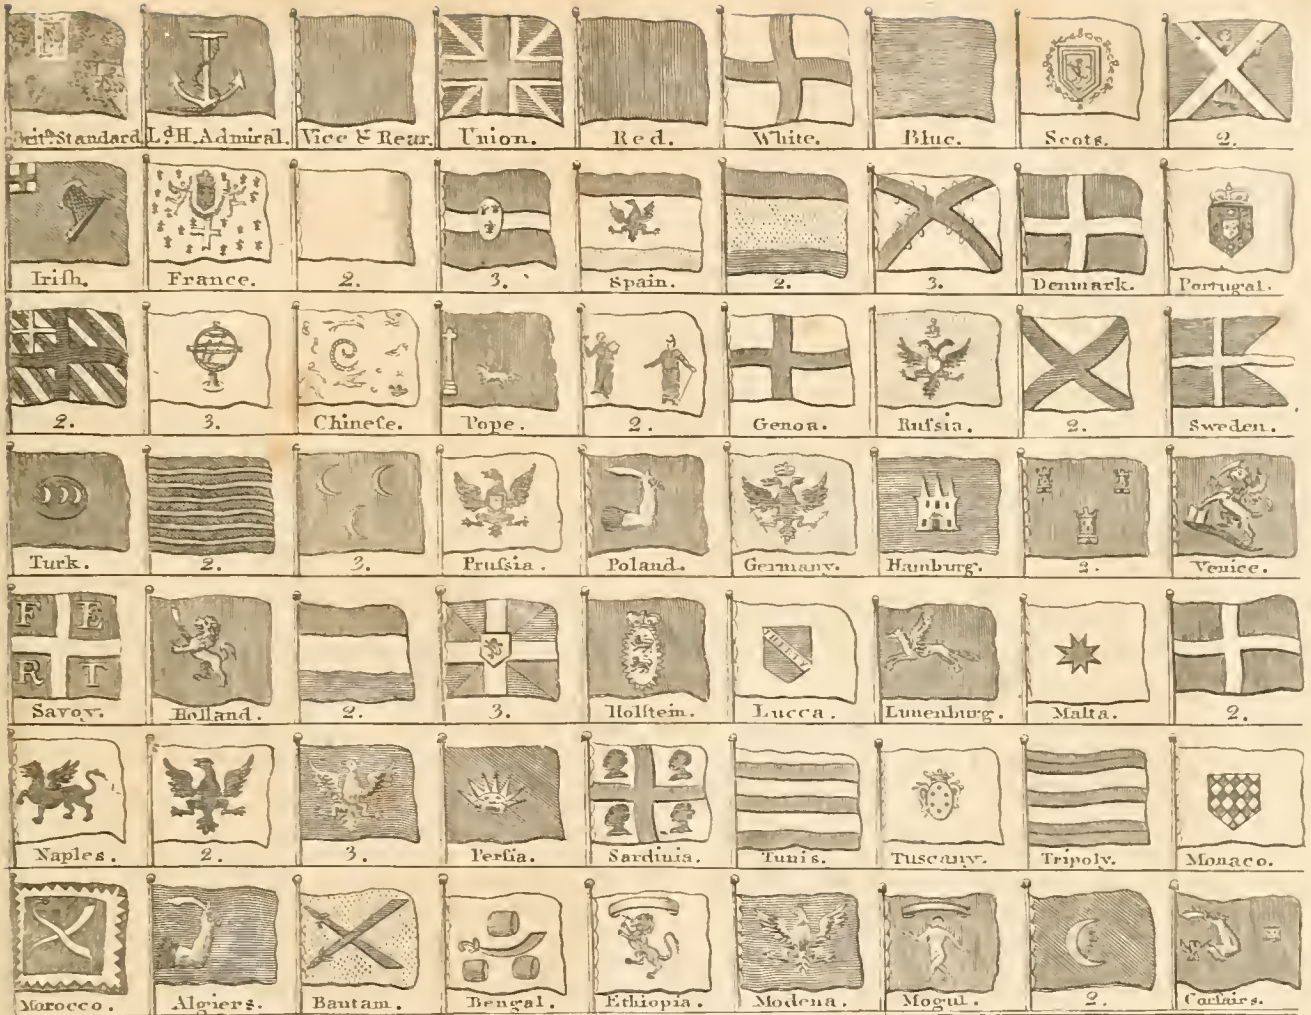 Brit. Standard. Ld. H. Admiral. Vice & Rear. Union. Red. White. Blue. Scots. 2.
Iriſh. France. 2. 3. Spain. 2. 3. Denmark. Portugal.
2. 3. Chineſe. Pope. 2. Genoa. Ruſsia. 2. Sweden.
Turk. 2. 3. Pruſsia. Poland. Germany. Hamburg. 2. Venice.
F E
R T
Savoy. Holland. 2. 3. Holſtein. Lucca. Lunenburg. Malta. 2.
Naples. 2. 3. Perſia. Sardinia. Tunis. Tuscany. Tripoly. Monaco.
Morocco. Algiers. Bantam. Bengal. Ethiopia. Modena. Mogul. 2. Corſairs.